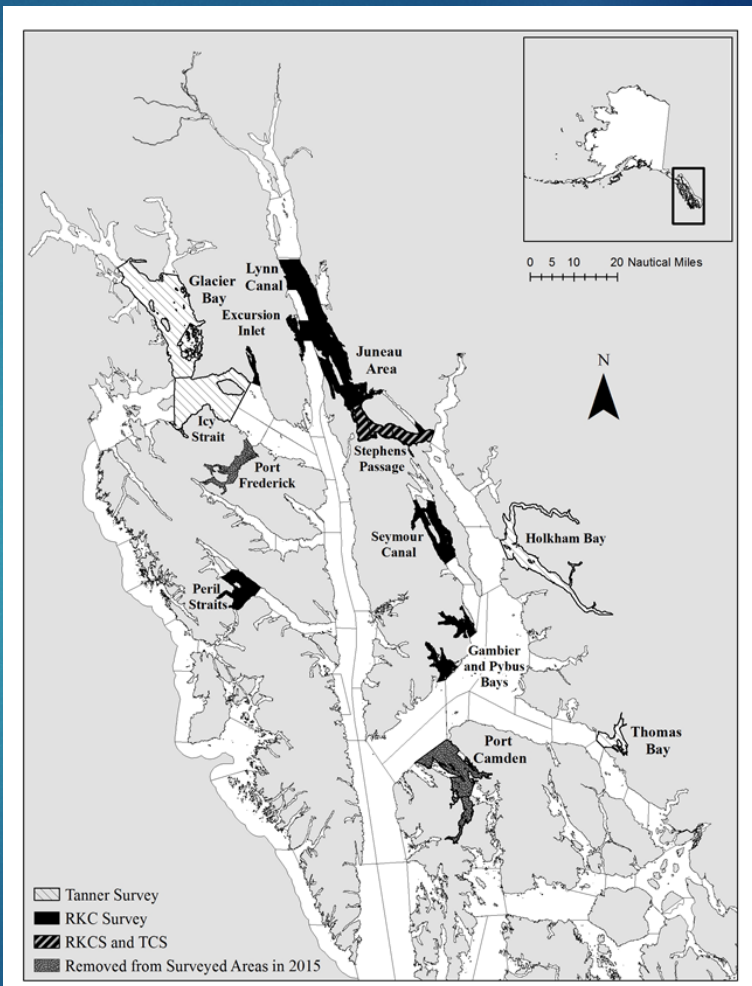 0 5 10 20 Nautical Miles
N
Lynn
Canal
Glacier
Bay
Excursion
Inlet
Juneau
Area
Icy
Strait
Port
Frederick
Stephens
Passage
Seymour
Canal
Holkham Bay
Peril
Straits
Gambier
and Pybus
Bays
Thomas
Bay
Port
Camden
Tanner Survey
RKC Survey
RKCS and TCS
Removed from Surveyed Areas in 2015